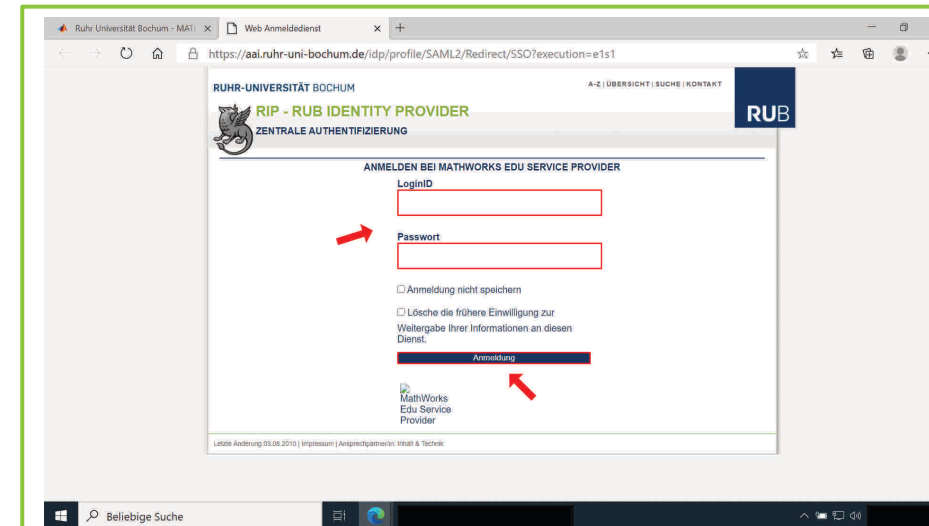 Ruhr Universität Bochum - MATL
Web Anmeldedienst
https://aai.ruhr-uni-bochum.de/idp/profile/SAML2/Redirect/SSO?execution=e1s1
RUHR-UNIVERSITÄT BOCHUM
A-Z | ÜBERSICHT | SUCHE | KONTAKT
RIP - RUB IDENTITY PROVIDER
RUB
ZENTRALE AUTHENTIFIZIERUNG
ANMELDEN BEI MATHWORKS EDU SERVICE PROVIDER
LoginID
Passwort
Anmeldung nicht speichern
Lösche die frühere Einwilligung zur
Weitergabe Ihrer Informationen an diesen
Dienst.
Anmeldung
MathWorks
Edu Service
Provider
Letzte Änderung:03.08.2010 | Impressum | Ansprechpartner/in: Inhalt & Technik
Beliebige Suche